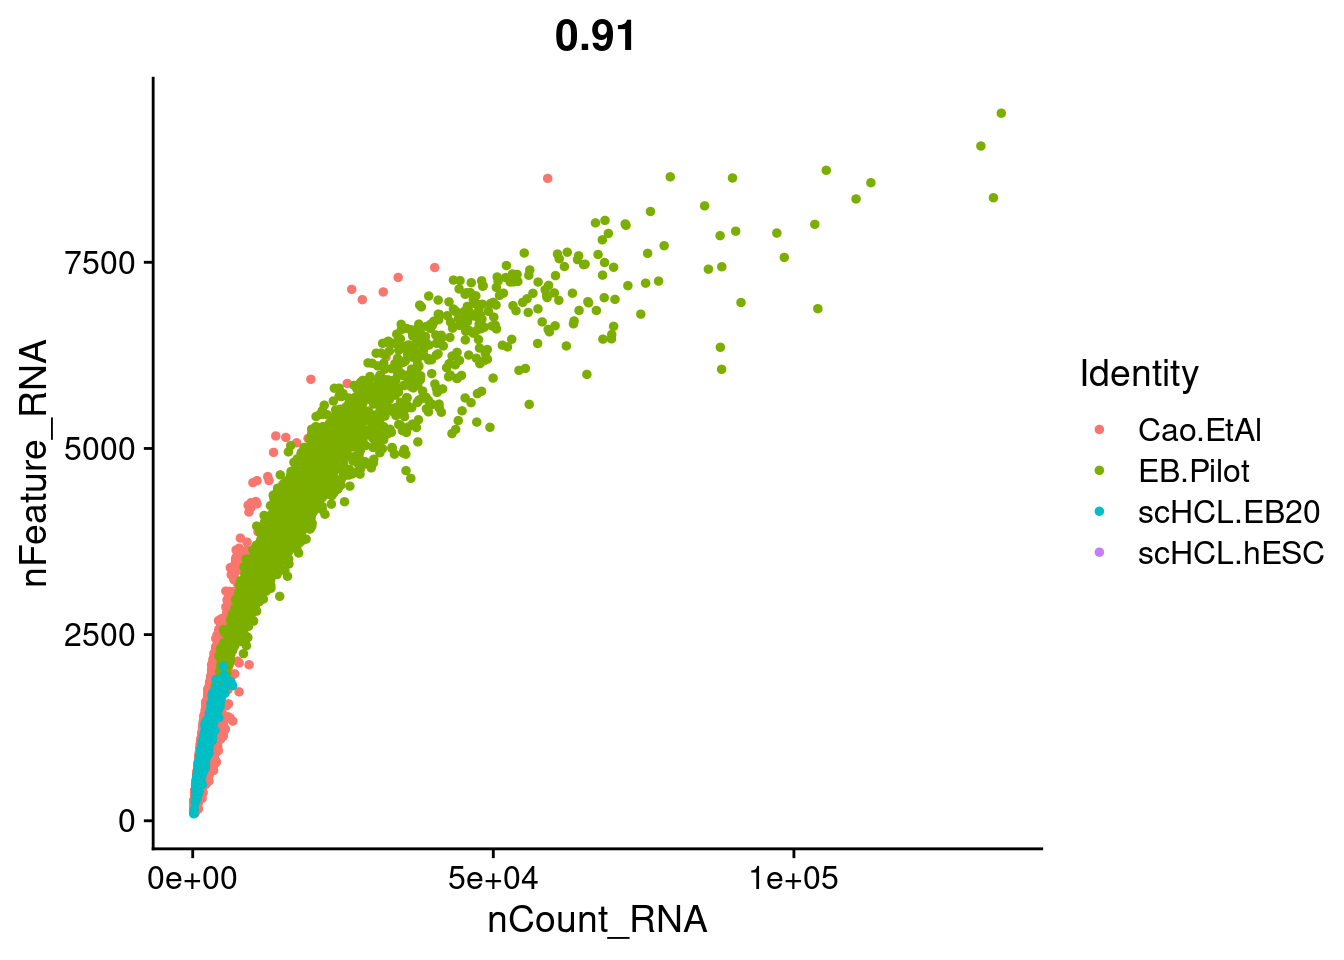 0.91
nFeature_RNA
7500
5000
2500
0
0e+00
5e+04
1e+05
nCount_RNA
Identity
Cao.EtAl
EB.Pilot
scHCL.EB20
scHCL.hESC